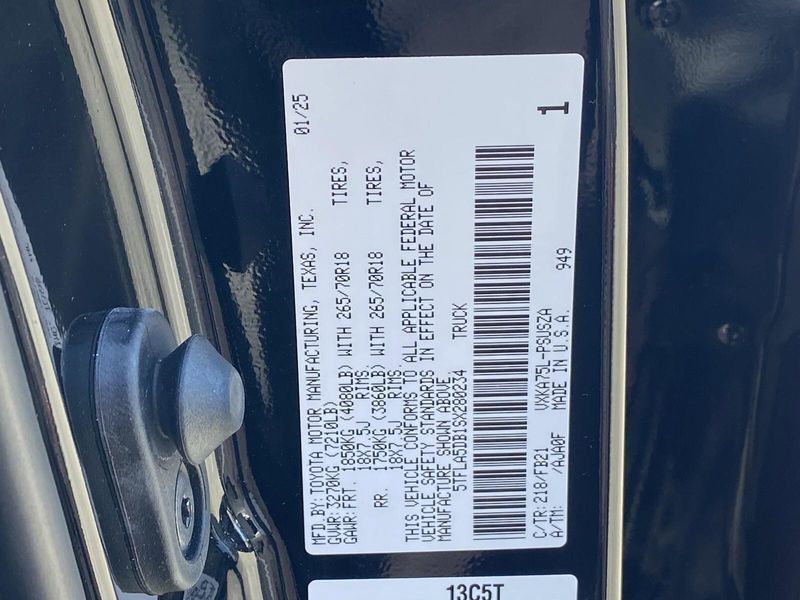 MFD.BY:TOYOTA MOTOR MANUFACTURING, TEXAS, INC. 01/25
GVWR:3270KG (7210LB)
GAWR:FRT. 1850KG (4080LB) WITH 265/70R18 TIRES,
18X7.5J RIMS.
RR. 1750KG (3860LB) WITH 265/70R18 TIRES,
18X7.5J RIMS.
THIS VEHICLE CONFORMS TO ALL APPLICABLE FEDERAL MOTOR
VEHICLE SAFETY STANDARDS IN EFFECT ON THE DATE OF
MANUFACTURE SHOWN ABOVE
5TFLA5DB1SX280234 TRUCK
C/TR: 218/FB21 VXKA75L-PSUSZA 949 1
A/TM: /AJA0F MADE IN U.S.A.
13C5T